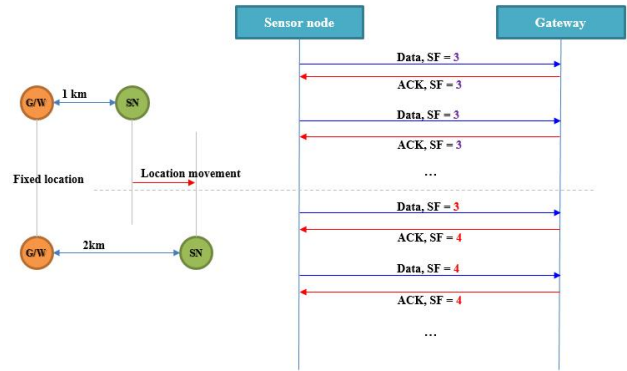 Sensor node
Gateway
Data, SF = 3
ACK, SF = 3
1 km
G/W
SN
Data, SF = 3
ACK, SF = 3
Fixed location
Location movement
...
Data, SF = 3
ACK, SF = 4
2km
G/W
SN
Data, SF = 4
ACK, SF = 4
...